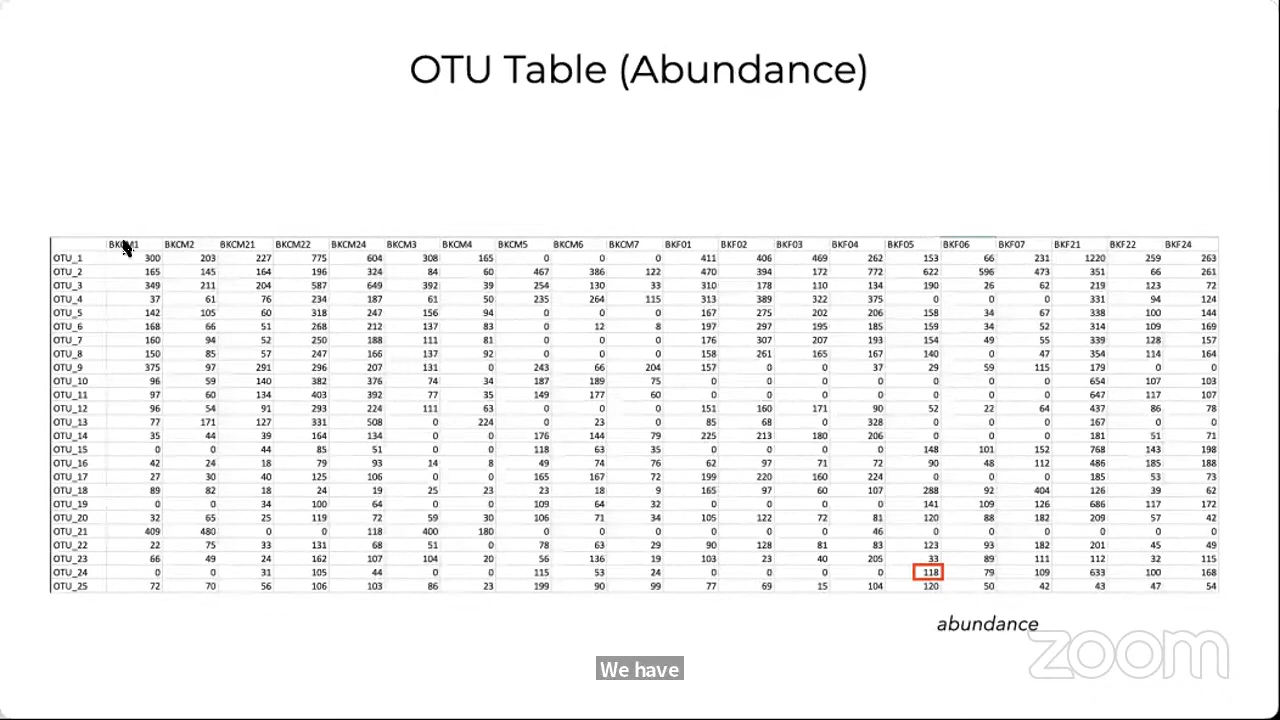 OTU Table (Abundance)
BKCM1 BKCM2 BKCM21 BKCM22 BKCM24 BKCM3 BKCM4 BKCM5 BKCM6 BKCM7 BKF01 BKF02 BKF03 BKF04 BKF05 BKF06 BKF07 BKF21 BKF22 BKF24
OTU_1 300 203 227 775 604 308 165 0 0 0 411 406 469 262 153 66 231 1220 259 263
OTU_2 165 145 164 196 324 84 60 467 386 122 470 394 172 772 622 596 473 351 66 261
OTU_3 349 211 204 587 649 392 39 254 130 33 310 178 110 134 190 26 62 219 123 72
OTU_4 37 61 76 234 187 61 50 235 264 115 313 389 322 375 0 0 0 331 94 124
OTU_5 142 105 60 318 247 156 94 0 0 0 167 275 202 206 158 34 67 338 100 144
OTU_6 168 66 51 268 212 137 83 0 12 8 197 297 195 185 159 34 52 314 109 169
OTU_7 160 94 52 250 188 111 81 0 0 0 176 307 207 193 154 49 55 339 128 157
OTU_8 150 85 57 247 166 137 92 0 0 0 158 261 165 167 140 0 47 354 114 164
OTU_9 375 97 291 296 207 131 0 243 66 204 157 0 0 37 29 59 115 179 0 0
OTU_10 96 59 140 382 376 74 34 187 189 75 0 0 0 0 0 0 0 654 107 103
OTU_11 97 60 134 403 392 77 35 149 177 60 0 0 0 0 0 0 0 647 117 107
OTU_12 96 54 91 293 224 111 63 0 0 0 151 160 171 90 52 22 64 437 86 78
OTU_13 77 171 127 331 508 0 224 0 23 0 85 68 0 328 0 0 0 167 0 0
OTU_14 35 44 39 164 134 0 0 176 144 79 225 213 180 206 0 0 0 181 51 71
OTU_15 0 0 44 85 51 0 0 118 63 35 0 0 0 0 148 101 152 768 143 198
OTU_16 42 24 18 79 93 14 8 49 74 76 62 97 71 72 90 48 112 486 185 188
OTU_17 27 30 40 125 106 0 0 165 167 72 199 220 160 224 0 0 0 185 53 73
OTU_18 89 82 18 24 19 25 23 23 18 9 165 97 60 107 288 92 404 126 39 62
OTU_19 0 0 34 100 64 0 0 109 64 32 0 0 0 0 141 109 126 686 117 172
OTU_20 32 65 25 119 72 59 30 106 71 34 105 122 72 81 120 88 182 209 57 42
OTU_21 409 480 0 0 118 400 180 0 0 0 0 0 0 46 0 0 0 0 0 0
OTU_22 22 75 33 131 68 51 0 78 63 29 90 128 81 83 123 93 182 201 45 49
OTU_23 66 49 24 162 107 104 20 56 136 19 103 23 40 205 33 89 111 112 32 115
OTU_24 0 0 31 105 44 0 0 115 53 24 0 0 0 0 118 79 109 633 100 168
OTU_25 72 70 56 106 103 86 23 199 90 99 77 69 15 104 120 50 42 43 47 54
abundance
zoom
We have